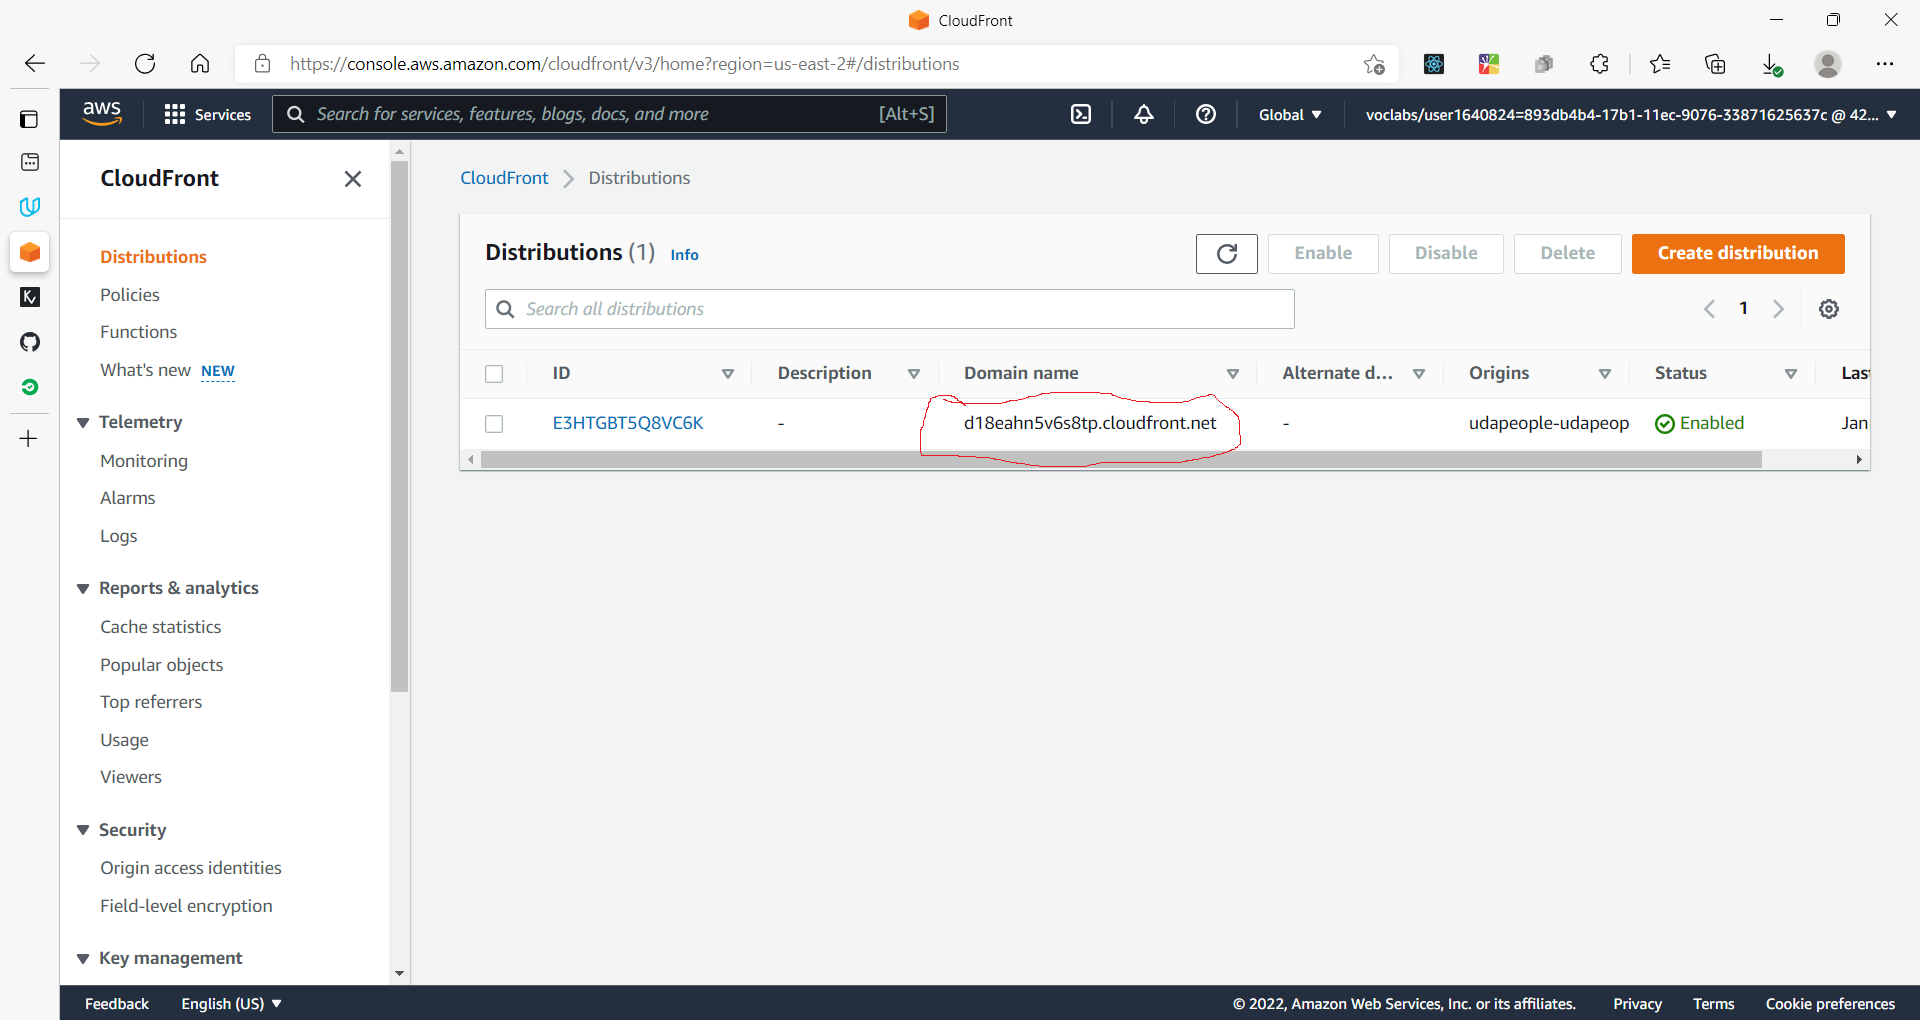 CloudFront
https://console.aws.amazon.com/cloudfront/v3/home?region=us-east-2#/distributions
aws
Services
Search for services, features, blogs, docs, and more
[Alt+S]
Global
voclabs/user1640824=893db4b4-17b1-11ec-9076-33871625637c @ 42...
CloudFront
Distributions
Policies
Functions
What's new NEW
Telemetry
Monitoring
Alarms
Logs
Reports & analytics
Cache statistics
Popular objects
Top referrers
Usage
Viewers
Security
Origin access identities
Field-level encryption
Key management
CloudFront Distributions
Distributions (1) Info
Enable
Disable
Delete
Create distribution
Search all distributions
1
ID Description Domain name Alternate d... Origins Status Las
E3HTGBT5Q8VC6K - d18eahn5v6s8tp.cloudfront.net - udapeople-udapeop Enabled Jan
Feedback English (US) © 2022, Amazon Web Services, Inc. or its affiliates. Privacy Terms Cookie preferences